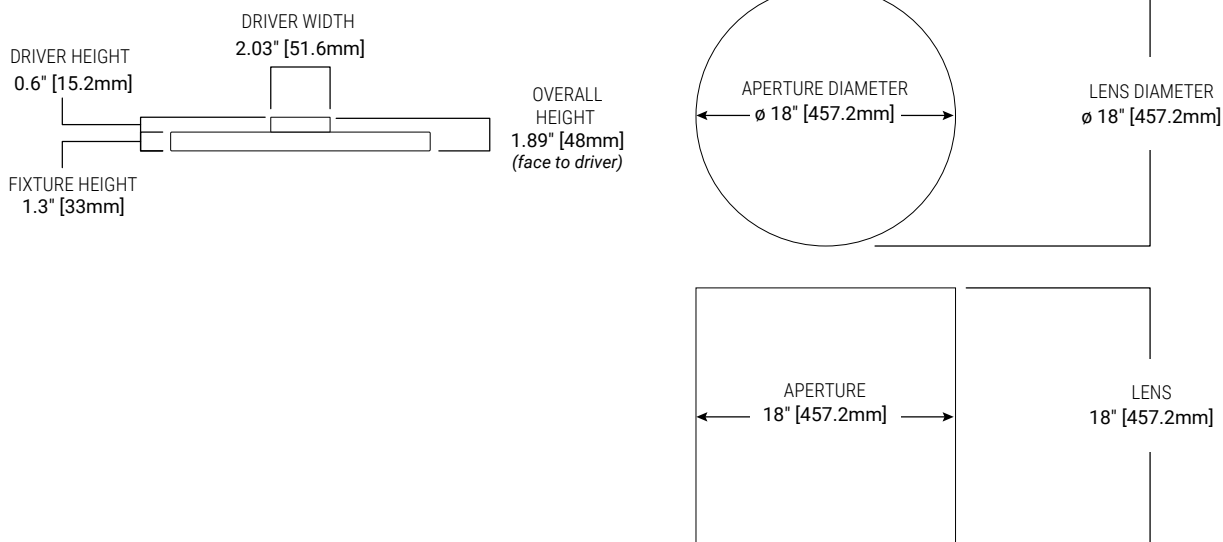 DRIVER WIDTH
2.03" [51.6mm]
DRIVER HEIGHT
0.6" [15.2mm]
OVERALL
HEIGHT
1.89" [48mm]
(face to driver)
FIXTURE HEIGHT
1.3" [33mm]
APERTURE DIAMETER
ø 18" [457.2mm]
LENS DIAMETER
ø 18" [457.2mm]
APERTURE
18" [457.2mm]
LENS
18" [457.2mm]